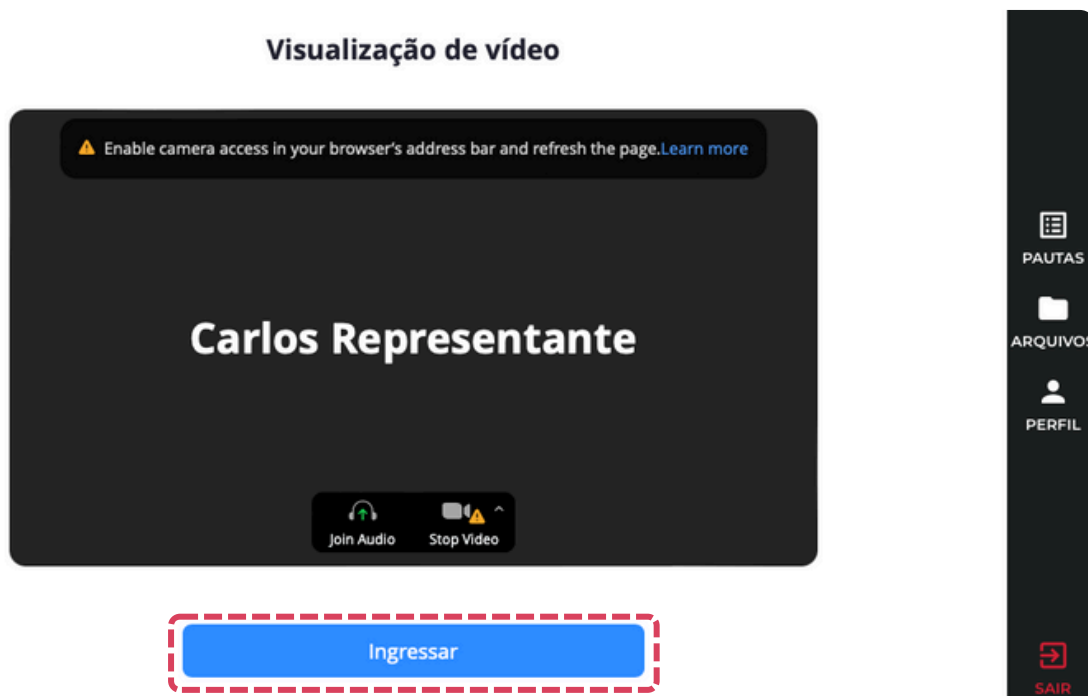 Visualização de vídeo
Enable camera access in your browser's address bar and refresh the page.Learn more
Carlos Representante
Join Audio
Stop Video
Ingressar
PAUTAS
ARQUIVOS
PERFIL
SAIR